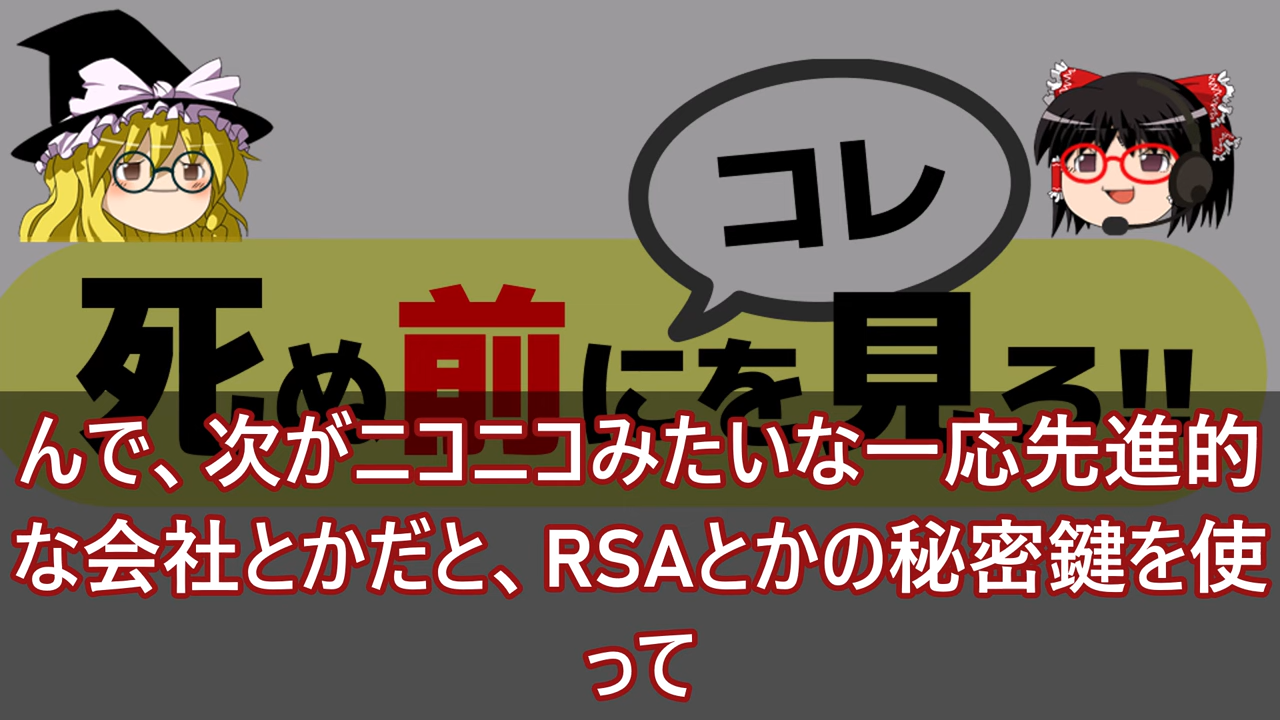 コレ
死め前にを見ろ!!
んで、次がニコニコみたいな一応先進的
な会社とかだと、RSAとかの秘密鍵を使
って